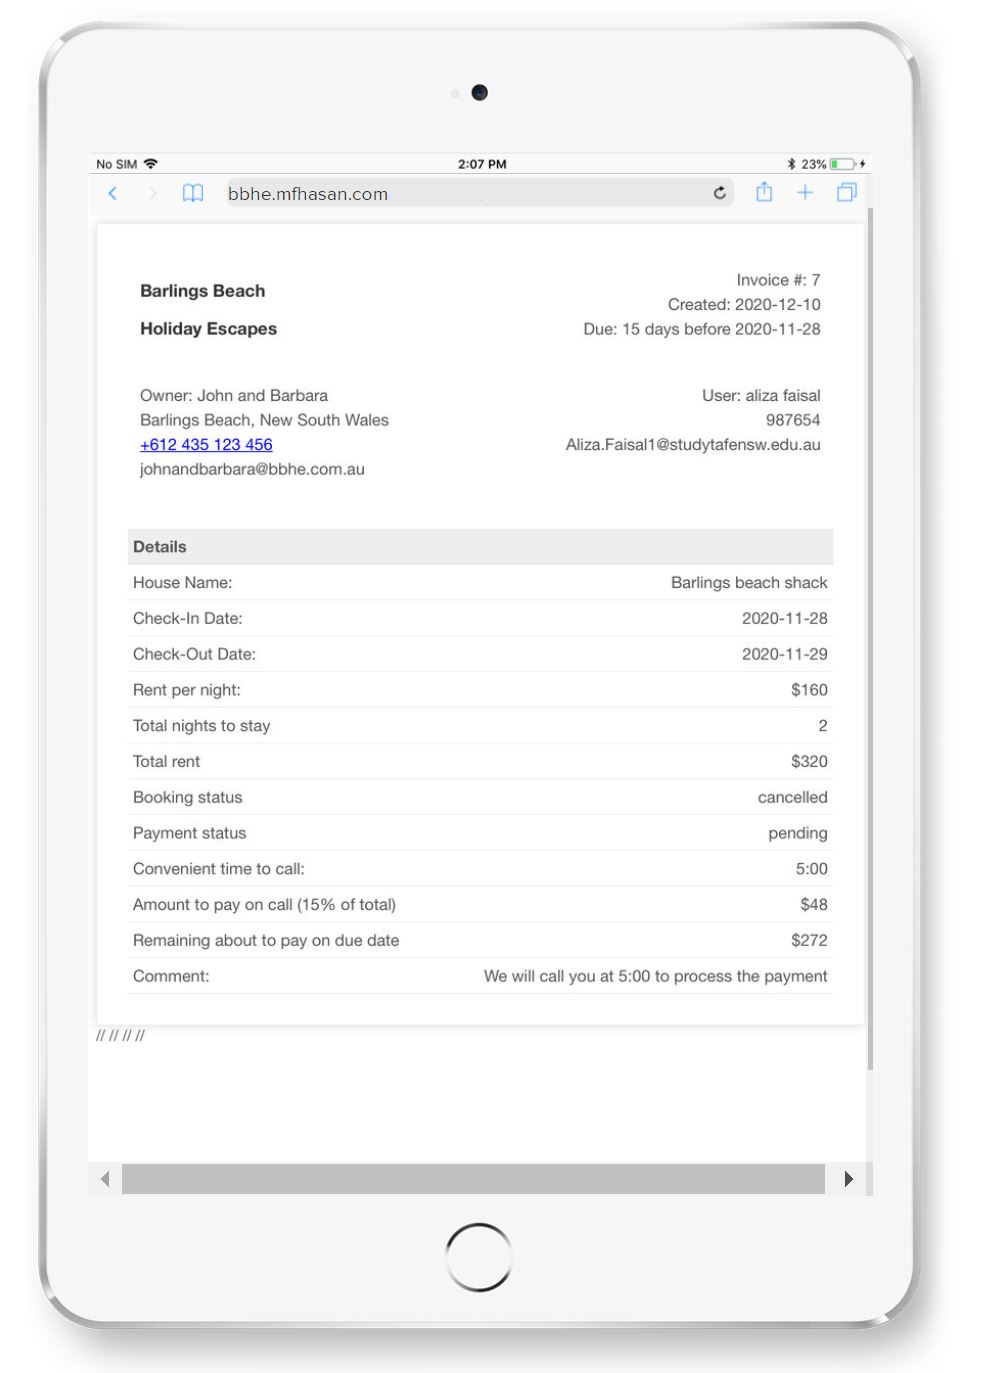 No SIM 2:07 PM 23%
bbhe.mfhasan.com
Barlings Beach
Holiday Escapes
Invoice #: 7
Created: 2020-12-10
Due: 15 days before 2020-11-28
Owner: John and Barbara
Barlings Beach, New South Wales
+612 435 123 456
johnandbarbara@bbhe.com.au
User: aliza faisal
987654
Aliza.Faisal1@studytafensw.edu.au
Details
House Name: Barlings beach shack
Check-In Date: 2020-11-28
Check-Out Date: 2020-11-29
Rent per night: $160
Total nights to stay 2
Total rent $320
Booking status cancelled
Payment status pending
Convenient time to call: 5:00
Amount to pay on call (15% of total) $48
Remaining about to pay on due date $272
Comment: We will call you at 5:00 to process the payment
// // // //